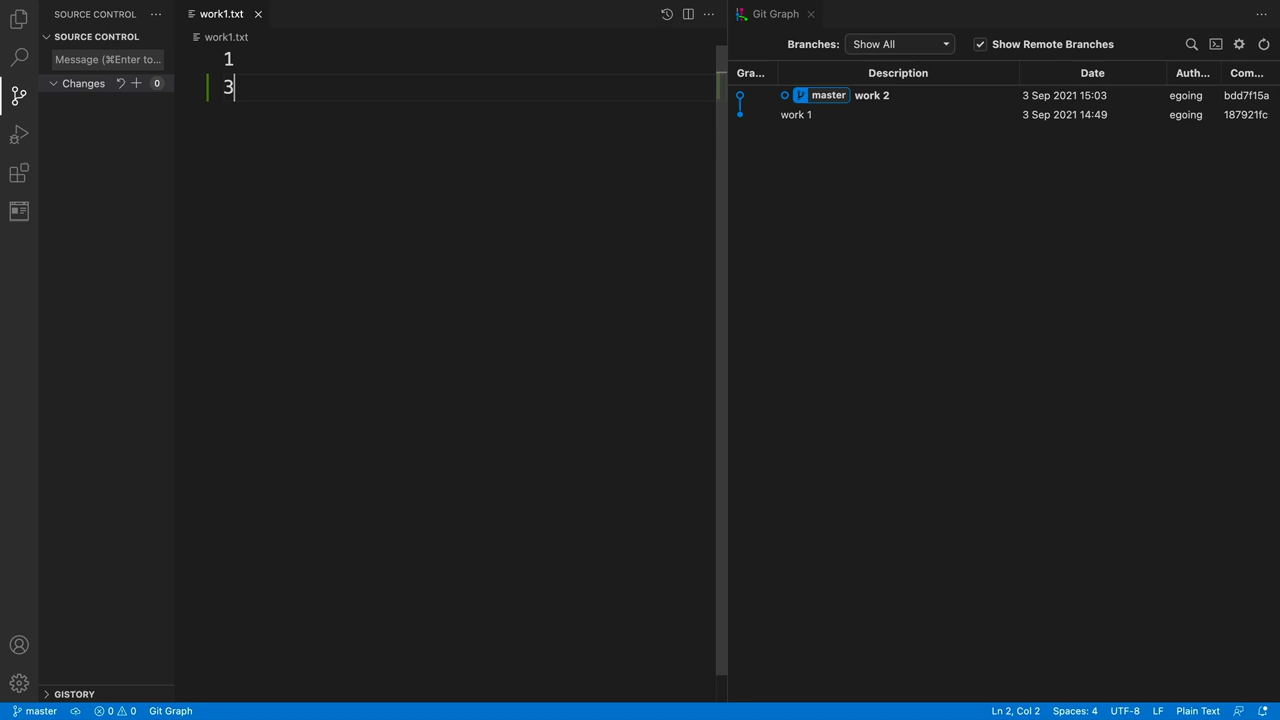 SOURCE CONTROL
SOURCE CONTROL
Message (⌘Enter to...
Changes 0
GISTORY
work1.txt
work1.txt
1
3
Git Graph
Branches: Show All Show Remote Branches
Gra... Description Date Auth... Com...
master work 2 3 Sep 2021 15:03 egoing bdd7f15a
work 1 3 Sep 2021 14:49 egoing 187921fc
master 0 0 Git Graph Ln 2, Col 2 Spaces: 4 UTF-8 LF Plain Text